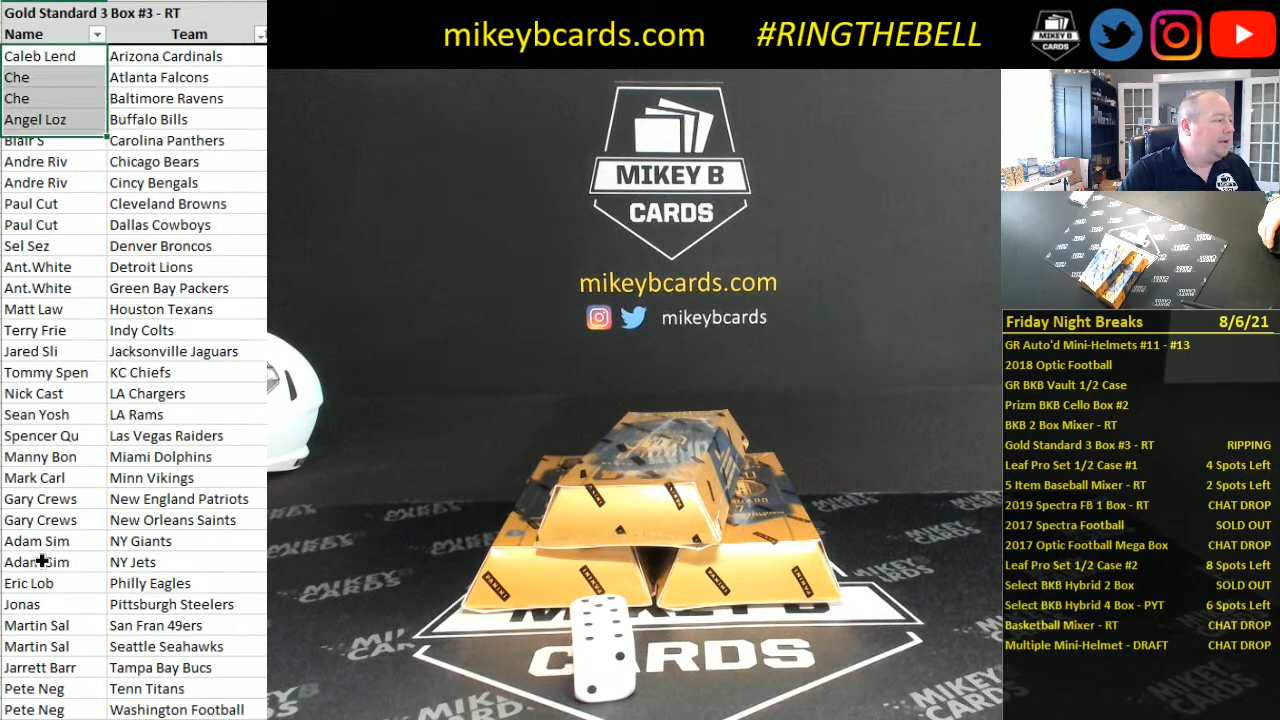 Gold Standard 3 Box #3 - RT
Name Team
Caleb Lend Arizona Cardinals
Che Atlanta Falcons
Che Baltimore Ravens
Angel Loz Buffalo Bills
Blair S Carolina Panthers
Andre Riv Chicago Bears
Andre Riv Cincy Bengals
Paul Cut Cleveland Browns
Paul Cut Dallas Cowboys
Sel Sez Denver Broncos
Ant.White Detroit Lions
Ant.White Green Bay Packers
Matt Law Houston Texans
Terry Frie Indy Colts
Jared Sli Jacksonville Jaguars
Tommy Spen KC Chiefs
Nick Cast LA Chargers
Sean Yosh LA Rams
Spencer Qu Las Vegas Raiders
Manny Bon Miami Dolphins
Mark Carl Minn Vikings
Gary Crews New England Patriots
Gary Crews New Orleans Saints
Adam Sim NY Giants
Adam Sim NY Jets
Eric Lob Philly Eagles
Jonas Pittsburgh Steelers
Martin Sal San Fran 49ers
Martin Sal Seattle Seahawks
Jarrett Barr Tampa Bay Bucs
Pete Neg Tenn Titans
Pete Neg Washington Football
mikeybcards.com #RINGTHEBELL
MIKEY B
CARDS
MIKEY B
CARDS
mikeybcards.com
mikeybcards
PANINI
PANINI
PANINI
PANINI
PANINI
PANINI
MIKEY B
CARDS
Friday Night Breaks 8/6/21
GR Auto'd Mini-Helmets #11 - #13
2018 Optic Football
GR BKB Vault 1/2 Case
Prizm BKB Cello Box #2
BKB 2 Box Mixer - RT
Gold Standard 3 Box #3 - RT RIPPING
Leaf Pro Set 1/2 Case #1 4 Spots Left
5 Item Baseball Mixer - RT 2 Spots Left
2019 Spectra FB 1 Box - RT CHAT DROP
2017 Spectra Football SOLD OUT
2017 Optic Football Mega Box CHAT DROP
Leaf Pro Set 1/2 Case #2 8 Spots Left
Select BKB Hybrid 2 Box SOLD OUT
Select BKB Hybrid 4 Box - PYT 6 Spots Left
Basketball Mixer - RT CHAT DROP
Multiple Mini-Helmet - DRAFT CHAT DROP